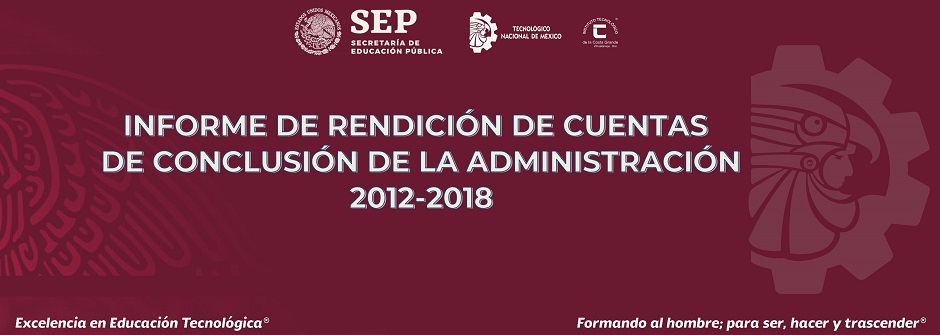 SEP
SECRETARÍA DE
EDUCACIÓN PÚBLICA
TECNOLÓGICO
NACIONAL DE MÉXICO
INSTITUTO TECNOLÓGICO
de la Costa Grande
INFORME DE RENDICIÓN DE CUENTAS
DE CONCLUSIÓN DE LA ADMINISTRACIÓN
2012-2018
Excelencia en Educación Tecnológica®
Formando al hombre; para ser, hacer y trascender®